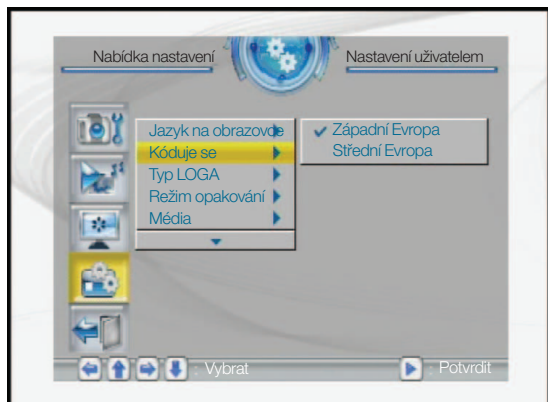 Nabídka nastavení
Nastavení uživatelem
Jazyk na obrazovce
Kóduje se
Typ LOGA
Režim opakování
Média
Západní Evropa
Střední Evropa
: Vybrat
: Potvrdit